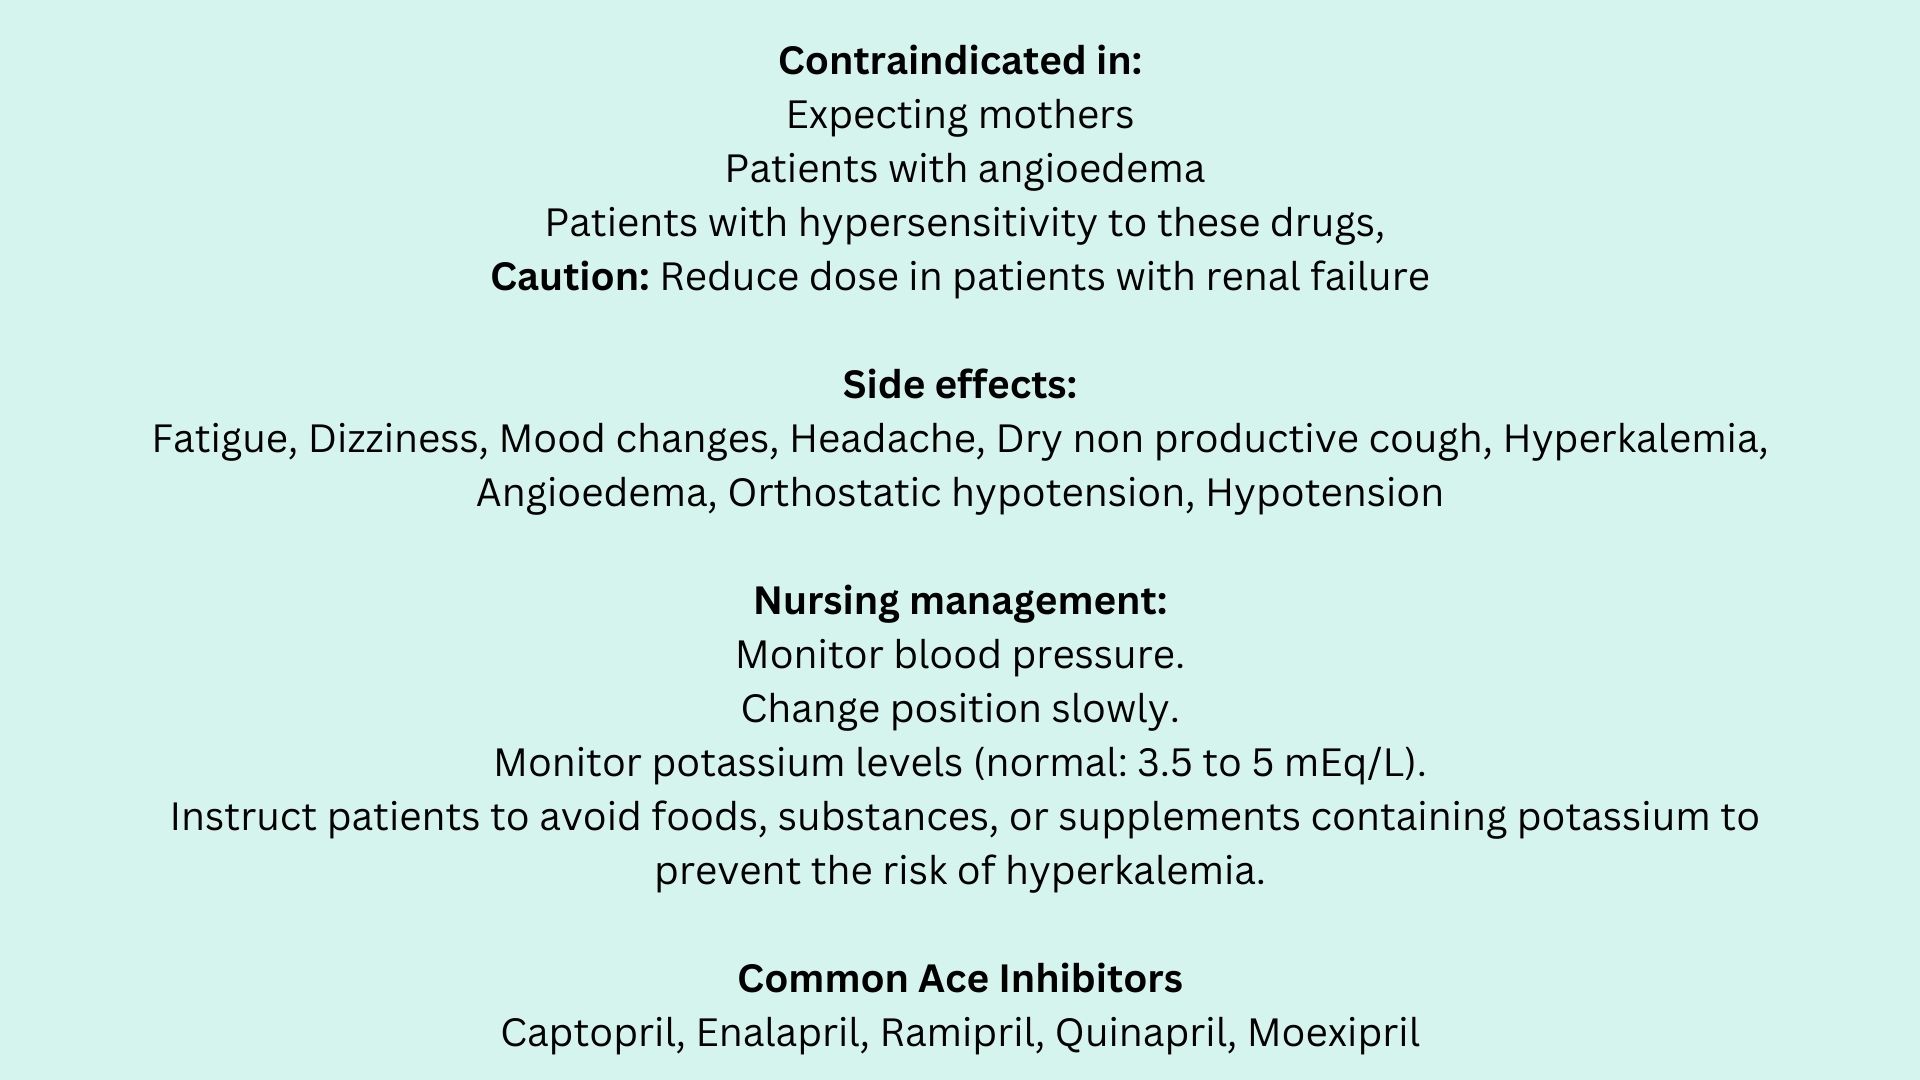 Contraindicated in:
Expecting mothers
Patients with angioedema
Patients with hypersensitivity to these drugs,
Caution: Reduce dose in patients with renal failure
Side effects:
Fatigue, Dizziness, Mood changes, Headache, Dry non productive cough, Hyperkalemia,
Angioedema, Orthostatic hypotension, Hypotension
Nursing management:
Monitor blood pressure.
Change position slowly.
Monitor potassium levels (normal: 3.5 to 5 mEq/L).
Instruct patients to avoid foods, substances, or supplements containing potassium to
prevent the risk of hyperkalemia.
Common Ace Inhibitors
Captopril, Enalapril, Ramipril, Quinapril, Moexipril